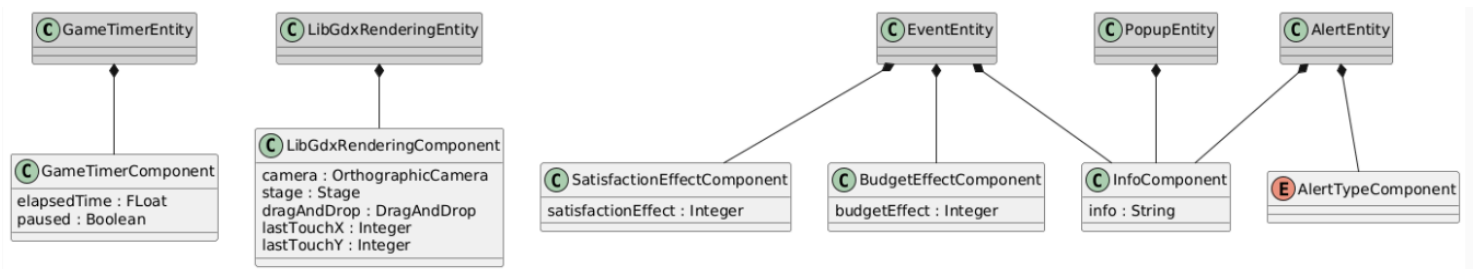 C GameTimerEntity
C LibGdxRenderingEntity
C EventEntity
C PopupEntity
C AlertEntity
C GameTimerComponent
elapsedTime : FLoat
paused : Boolean
C LibGdxRenderingComponent
camera : OrthographicCamera
stage : Stage
dragAndDrop : DragAndDrop
lastTouchX : Integer
lastTouchY : Integer
C SatisfactionEffectComponent
satisfactionEffect : Integer
C BudgetEffectComponent
budgetEffect : Integer
C InfoComponent
info : String
E AlertTypeComponent